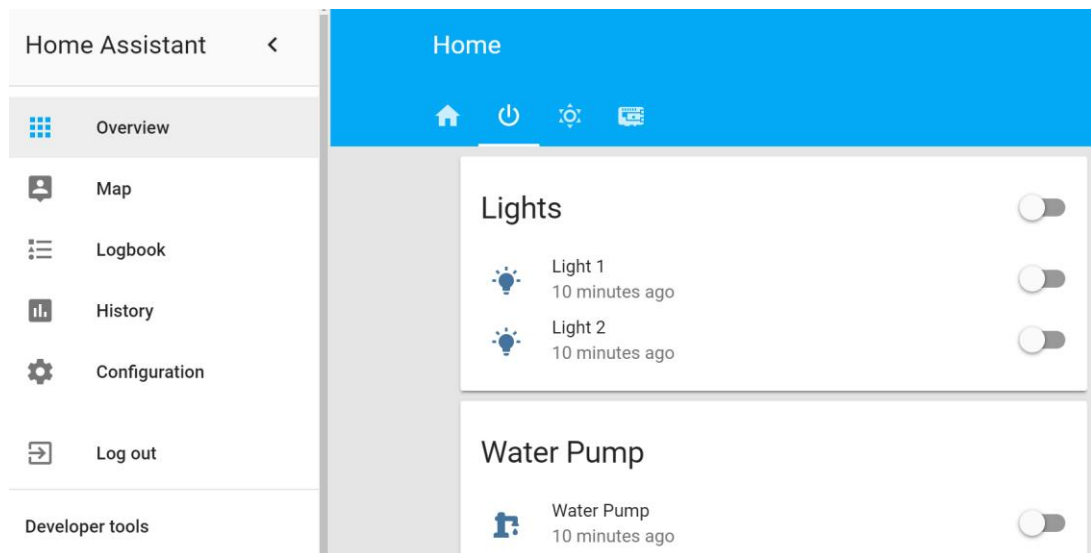 Home Assistant
Overview
Map
Logbook
History
Configuration
Log out
Developer tools
Home
Lights
Light 1
10 minutes ago
Light 2
10 minutes ago
Water Pump
Water Pump
10 minutes ago